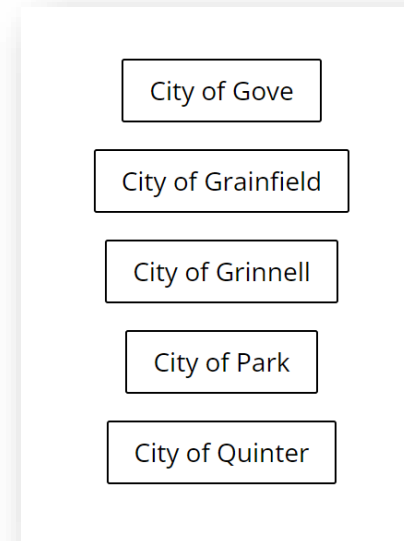 City of Gove
City of Grainfield
City of Grinnell
City of Park
City of Quinter